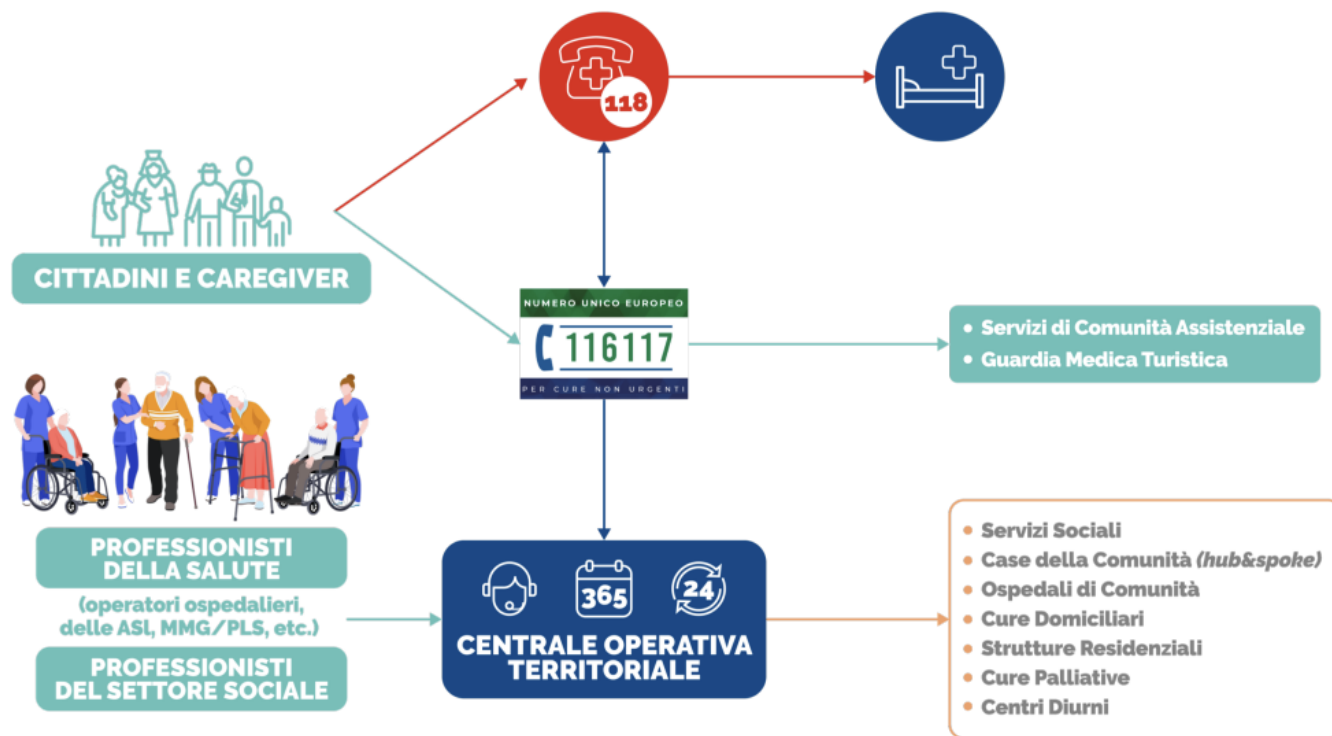 118
CITTADINI E CAREGIVER
NUMERO UNICO EUROPEO
116117
PER CURE NON URGENTI
• Servizi di Comunità Assistenziale
• Guardia Medica Turistica
PROFESSIONISTI
DELLA SALUTE
(operatori ospedalieri,
delle ASl, MMG/PLS, etc.)
PROFESSIONISTI
DEL SETTORE SOCIALE
365
24
CENTRALE OPERATIVA
TERRITORIALE
• Servizi Sociali
• Case della Comunità (hub&spoke)
• Ospedali di Comunità
• Cure Domiciliari
• Strutture Residenziali
• Cure Palliative
• Centri Diurni